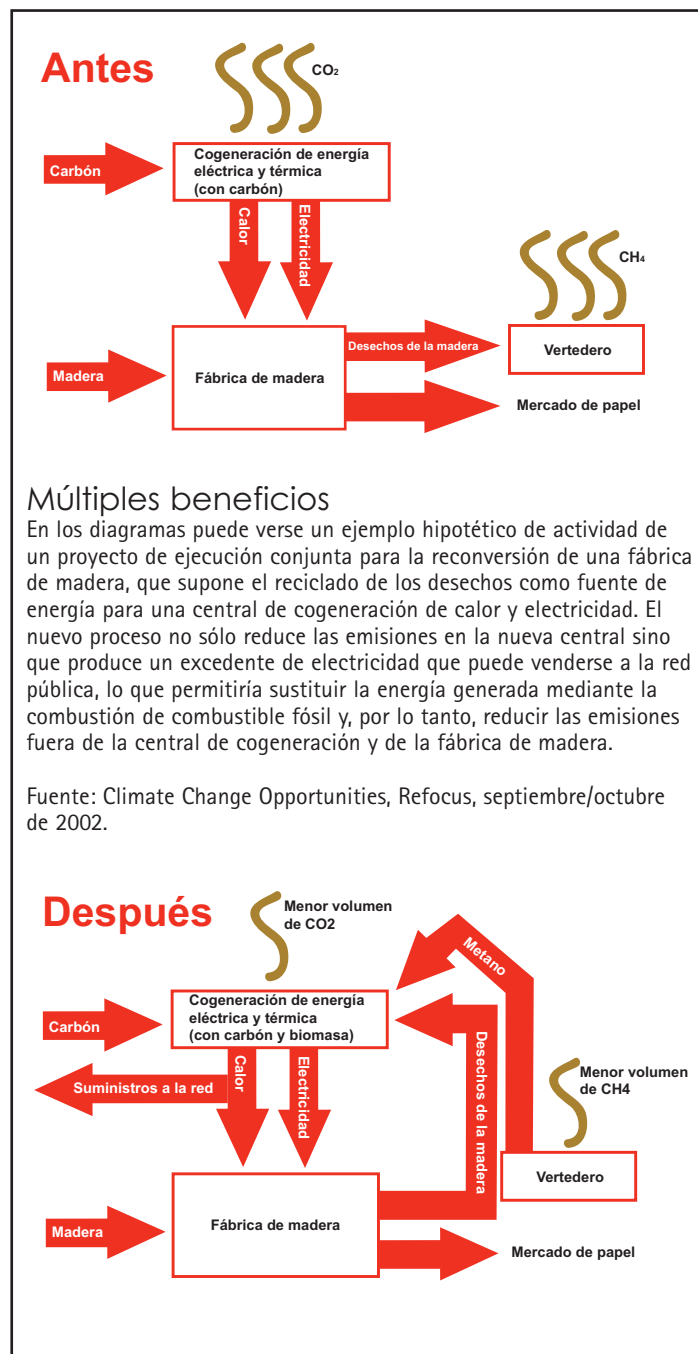 Antes
CO₂
Carbón
Cogeneración de energía
eléctrica y térmica
(con carbón)
Calor
Electricidad
CH₄
Madera
Fábrica de madera
Desechos de la madera
Vertedero
Mercado de papel
Múltiples beneficios
En los diagramas puede verse un ejemplo hipotético de actividad de
un proyecto de ejecución conjunta para la reconversión de una fábrica
de madera, que supone el reciclado de los desechos como fuente de
energía para una central de cogeneración de calor y electricidad. El
nuevo proceso no sólo reduce las emisiones en la nueva central sino
que produce un excedente de electricidad que puede venderse a la red
pública, lo que permitiría sustituir la energía generada mediante la
combustión de combustible fósil y, por lo tanto, reducir las emisiones
fuera de la central de cogeneración y de la fábrica de madera.
Fuente: Climate Change Opportunities, Refocus, septiembre/octubre
de 2002.
Después
Menor volumen
de CO2
Carbón
Cogeneración de energía
eléctrica y térmica
(con carbón y biomasa)
Metano
Suministros a la red
Calor
Electricidad
Desechos de la madera
Menor volumen
de CH4
Vertedero
Madera
Fábrica de madera
Mercado de papel